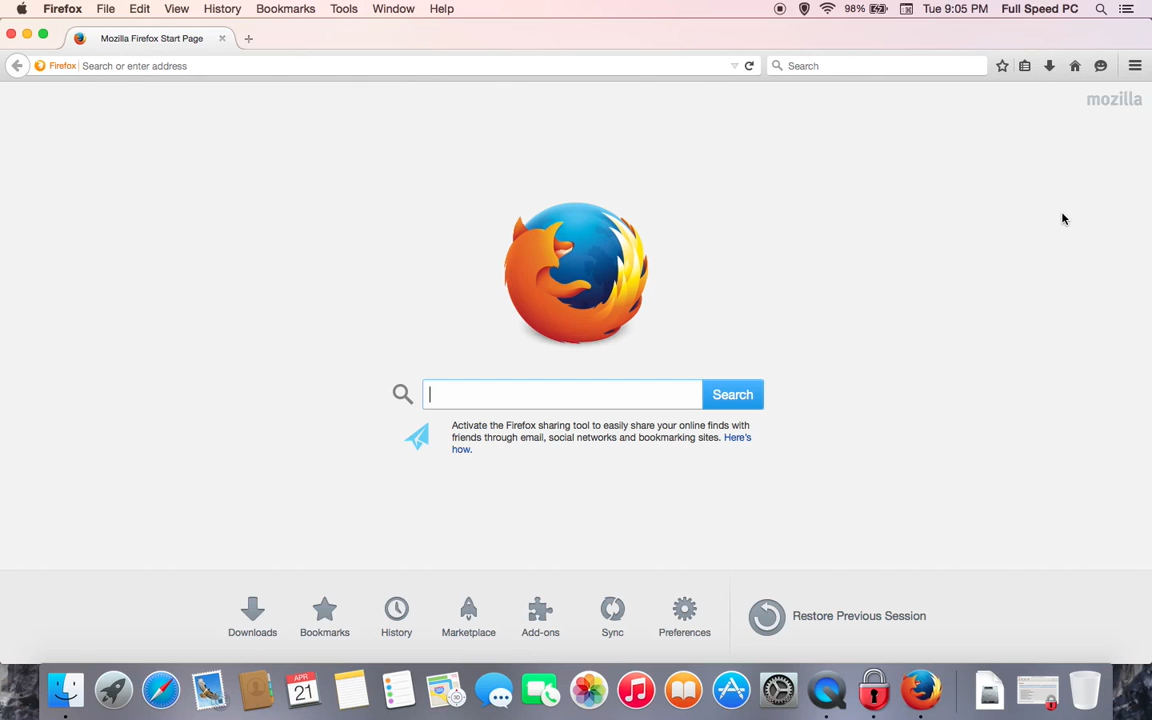 Firefox File Edit View History Bookmarks Tools Window Help 98% Tue 9:05 PM Full Speed PC
Mozilla Firefox Start Page
Firefox Search or enter address Search
mozilla
Search
Activate the Firefox sharing tool to easily share your online finds with
friends through email, social networks and bookmarking sites. Here's
how.
Downloads Bookmarks History Marketplace Add-ons Sync Preferences Restore Previous Session
APR
21